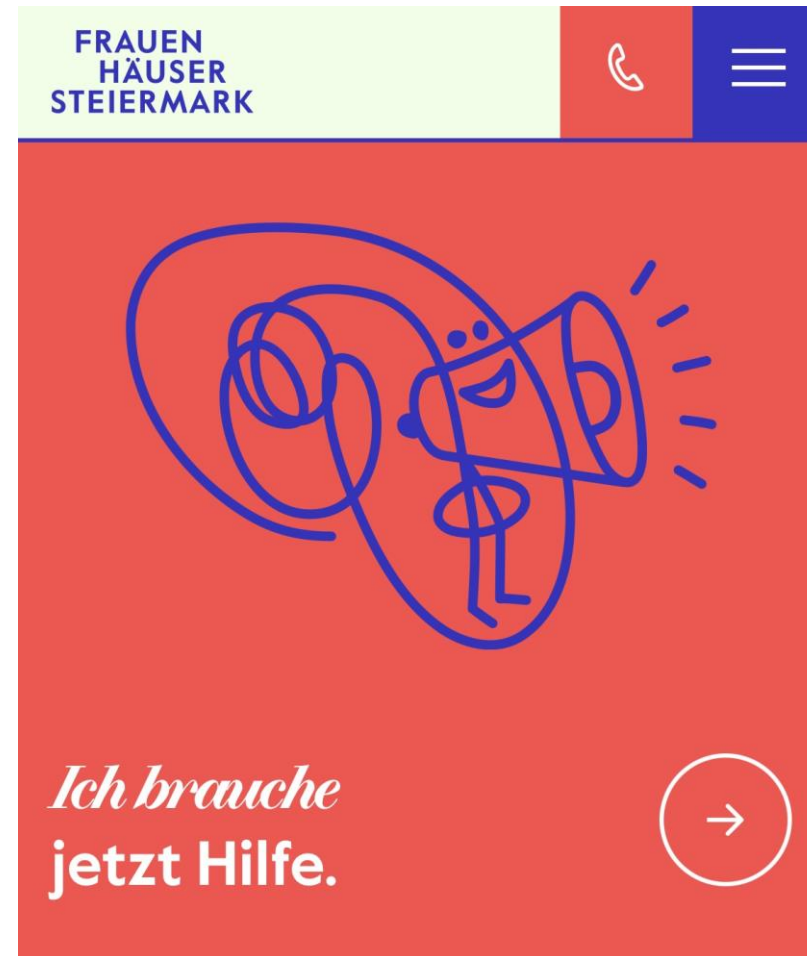 FRAUEN
HÄUSER
STEIERMARK
Ich brauche
jetzt Hilfe.